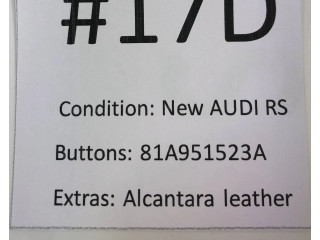 #17D
Condition: New AUDI RS
Buttons: 81A951523A
Extras: Alcantara leather